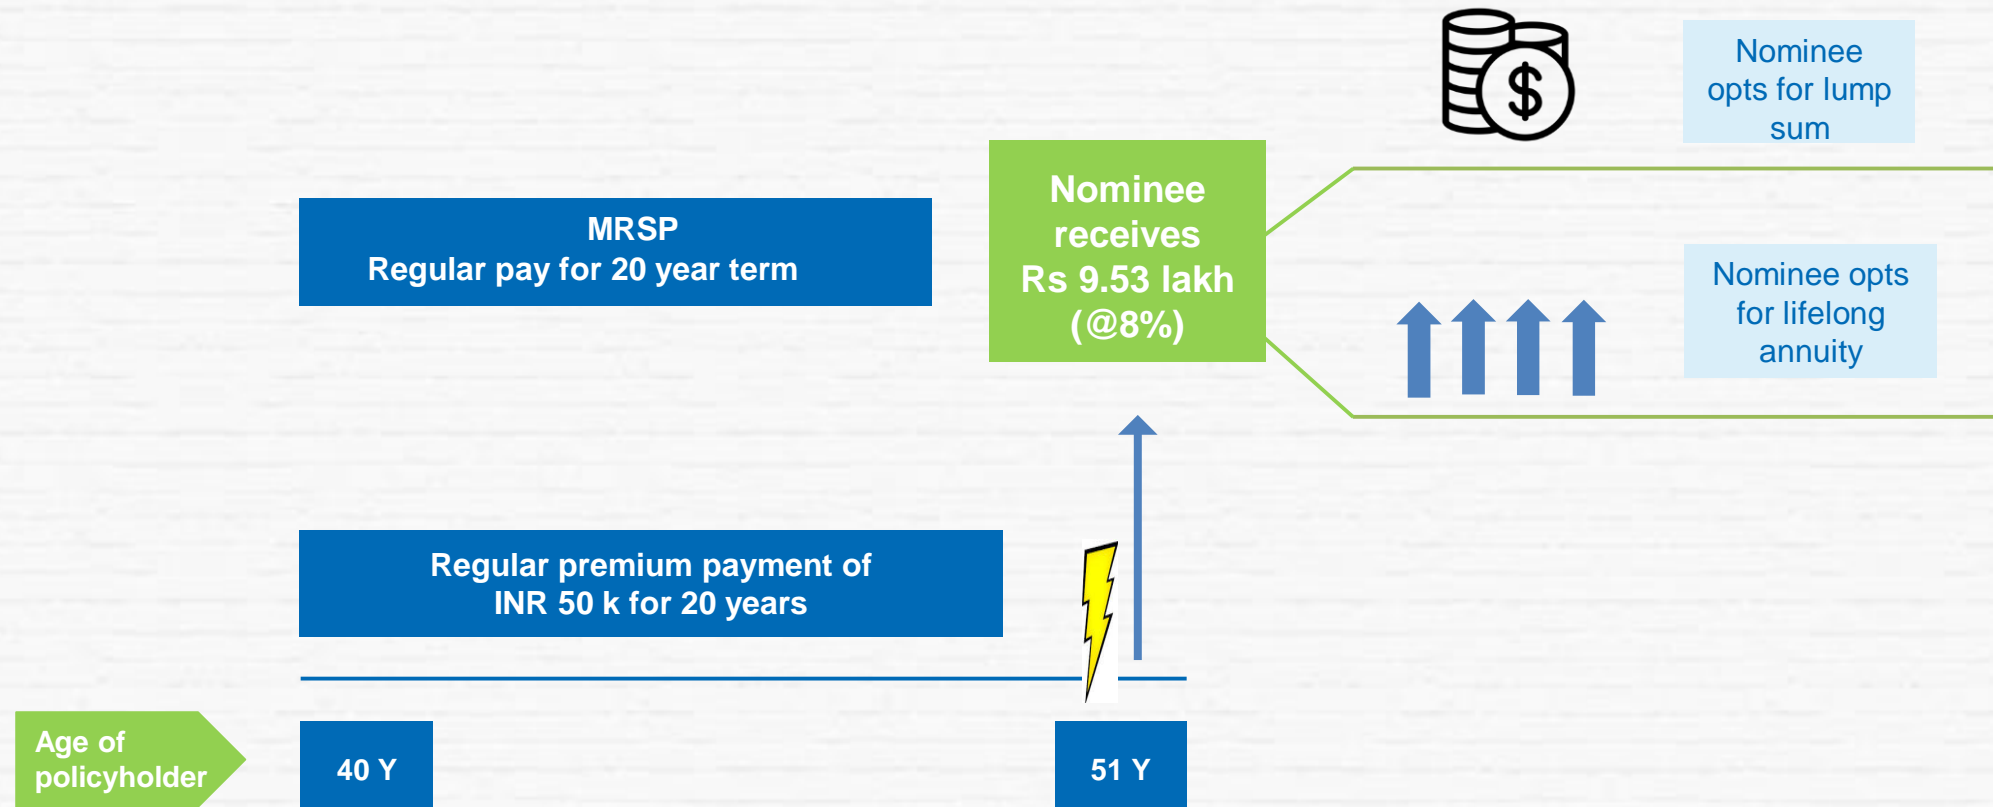 Nominee
opts for lump
sum
MRSP
Regular pay for 20 year term
Nominee
receives
Rs 9.53 lakh
(@8%)
Nominee opts
for lifelong
annuity
Regular premium payment of
INR 50 k for 20 years
Age of
policyholder
40 Y
51 Y